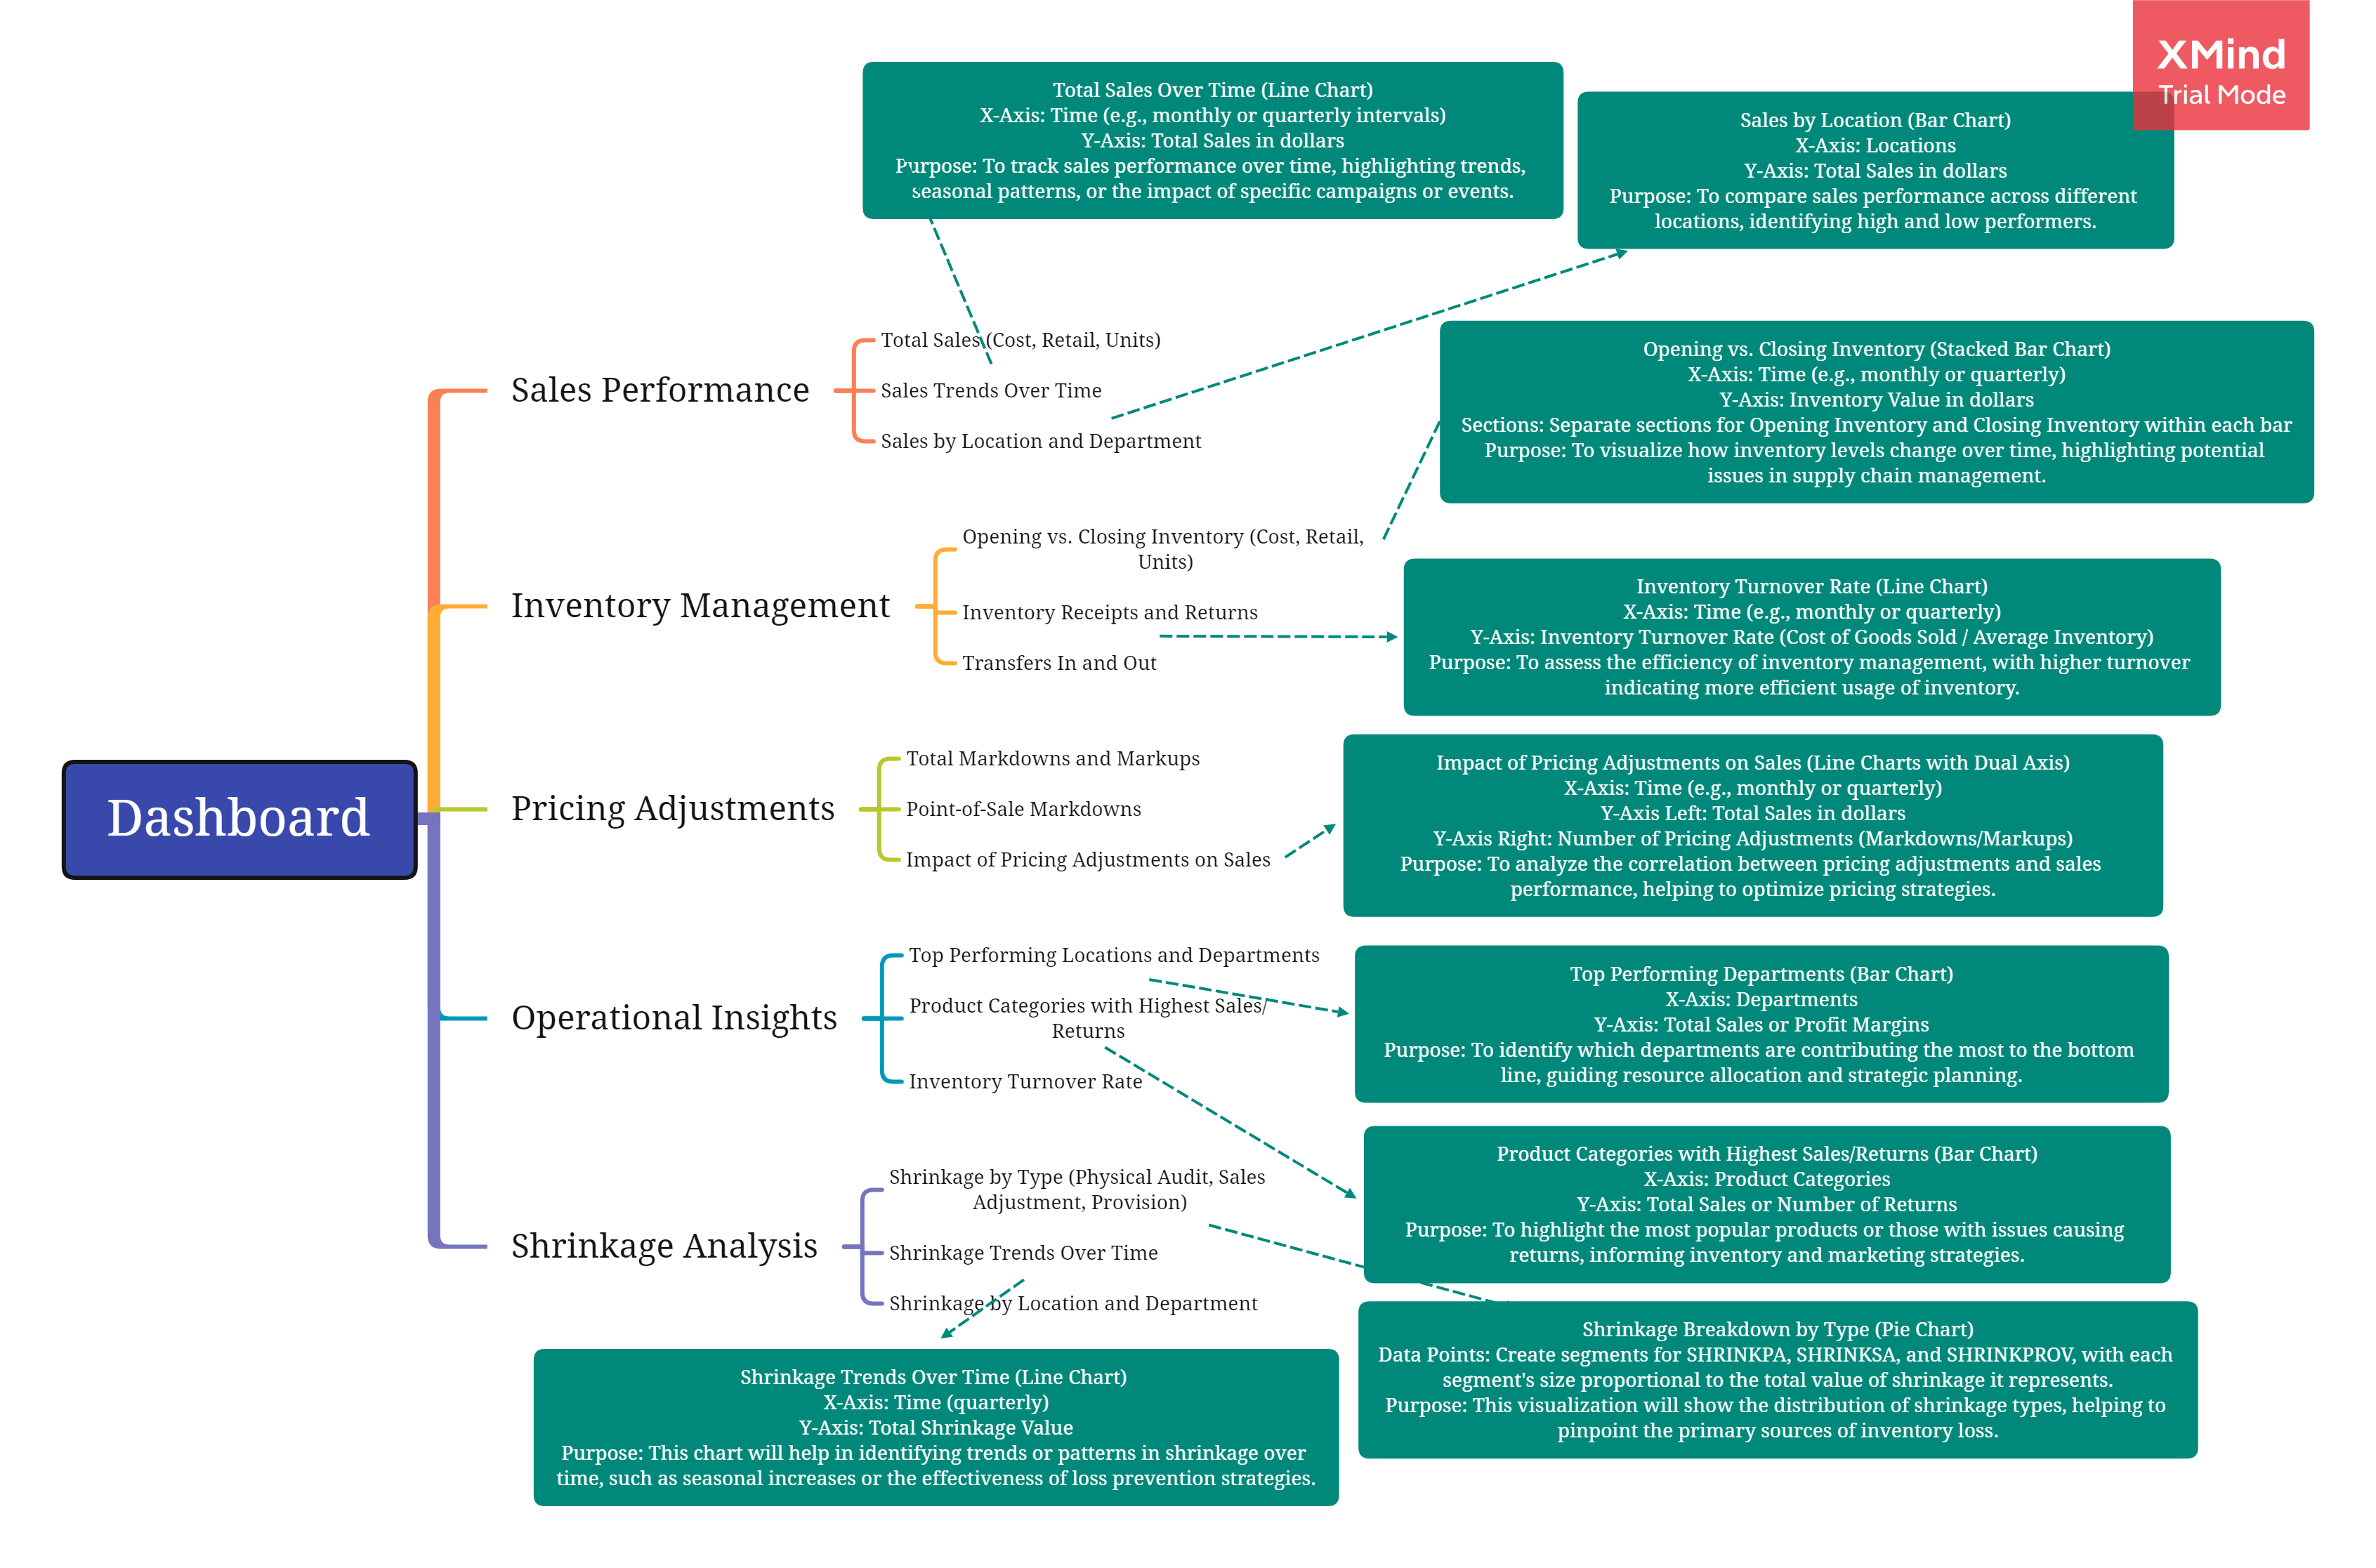 XMind
Trial Mode
Total Sales Over Time (Line Chart)
X-Axis: Time (e.g., monthly or quarterly intervals)
Y-Axis: Total Sales in dollars
Purpose: To track sales performance over time, highlighting trends,
seasonal patterns, or the impact of specific campaigns or events.
Sales by Location (Bar Chart)
X-Axis: Locations
Y-Axis: Total Sales in dollars
Purpose: To compare sales performance across different
locations, identifying high and low performers.
Dashboard
Sales Performance
Total Sales (Cost, Retail, Units)
Sales Trends Over Time
Sales by Location and Department
Opening vs. Closing Inventory (Stacked Bar Chart)
X-Axis: Time (e.g., monthly or quarterly)
Y-Axis: Inventory Value in dollars
Sections: Separate sections for Opening Inventory and Closing Inventory within each bar
Purpose: To visualize how inventory levels change over time, highlighting potential
issues in supply chain management.
Inventory Management
Opening vs. Closing Inventory (Cost, Retail,
Units)
Inventory Receipts and Returns
Transfers In and Out
Inventory Turnover Rate (Line Chart)
X-Axis: Time (e.g., monthly or quarterly)
Y-Axis: Inventory Turnover Rate (Cost of Goods Sold / Average Inventory)
Purpose: To assess the efficiency of inventory management, with higher turnover
indicating more efficient usage of inventory.
Pricing Adjustments
Total Markdowns and Markups
Point-of-Sale Markdowns
Impact of Pricing Adjustments on Sales
Impact of Pricing Adjustments on Sales (Line Charts with Dual Axis)
X-Axis: Time (e.g., monthly or quarterly)
Y-Axis Left: Total Sales in dollars
Y-Axis Right: Number of Pricing Adjustments (Markdowns/Markups)
Purpose: To analyze the correlation between pricing adjustments and sales
performance, helping to optimize pricing strategies.
Operational Insights
Top Performing Locations and Departments
Product Categories with Highest Sales/
Returns
Inventory Turnover Rate
Top Performing Departments (Bar Chart)
X-Axis: Departments
Y-Axis: Total Sales or Profit Margins
Purpose: To identify which departments are contributing the most to the bottom
line, guiding resource allocation and strategic planning.
Product Categories with Highest Sales/Returns (Bar Chart)
X-Axis: Product Categories
Y-Axis: Total Sales or Number of Returns
Purpose: To highlight the most popular products or those with issues causing
returns, informing inventory and marketing strategies.
Shrinkage Analysis
Shrinkage by Type (Physical Audit, Sales
Adjustment, Provision)
Shrinkage Trends Over Time
Shrinkage by Location and Department
Shrinkage Breakdown by Type (Pie Chart)
Data Points: Create segments for SHRINKPA, SHRINKSA, and SHRINKPROV, with each
segment's size proportional to the total value of shrinkage it represents.
Purpose: This visualization will show the distribution of shrinkage types, helping to
pinpoint the primary sources of inventory loss.
Shrinkage Trends Over Time (Line Chart)
X-Axis: Time (quarterly)
Y-Axis: Total Shrinkage Value
Purpose: This chart will help in identifying trends or patterns in shrinkage over
time, such as seasonal increases or the effectiveness of loss prevention strategies.